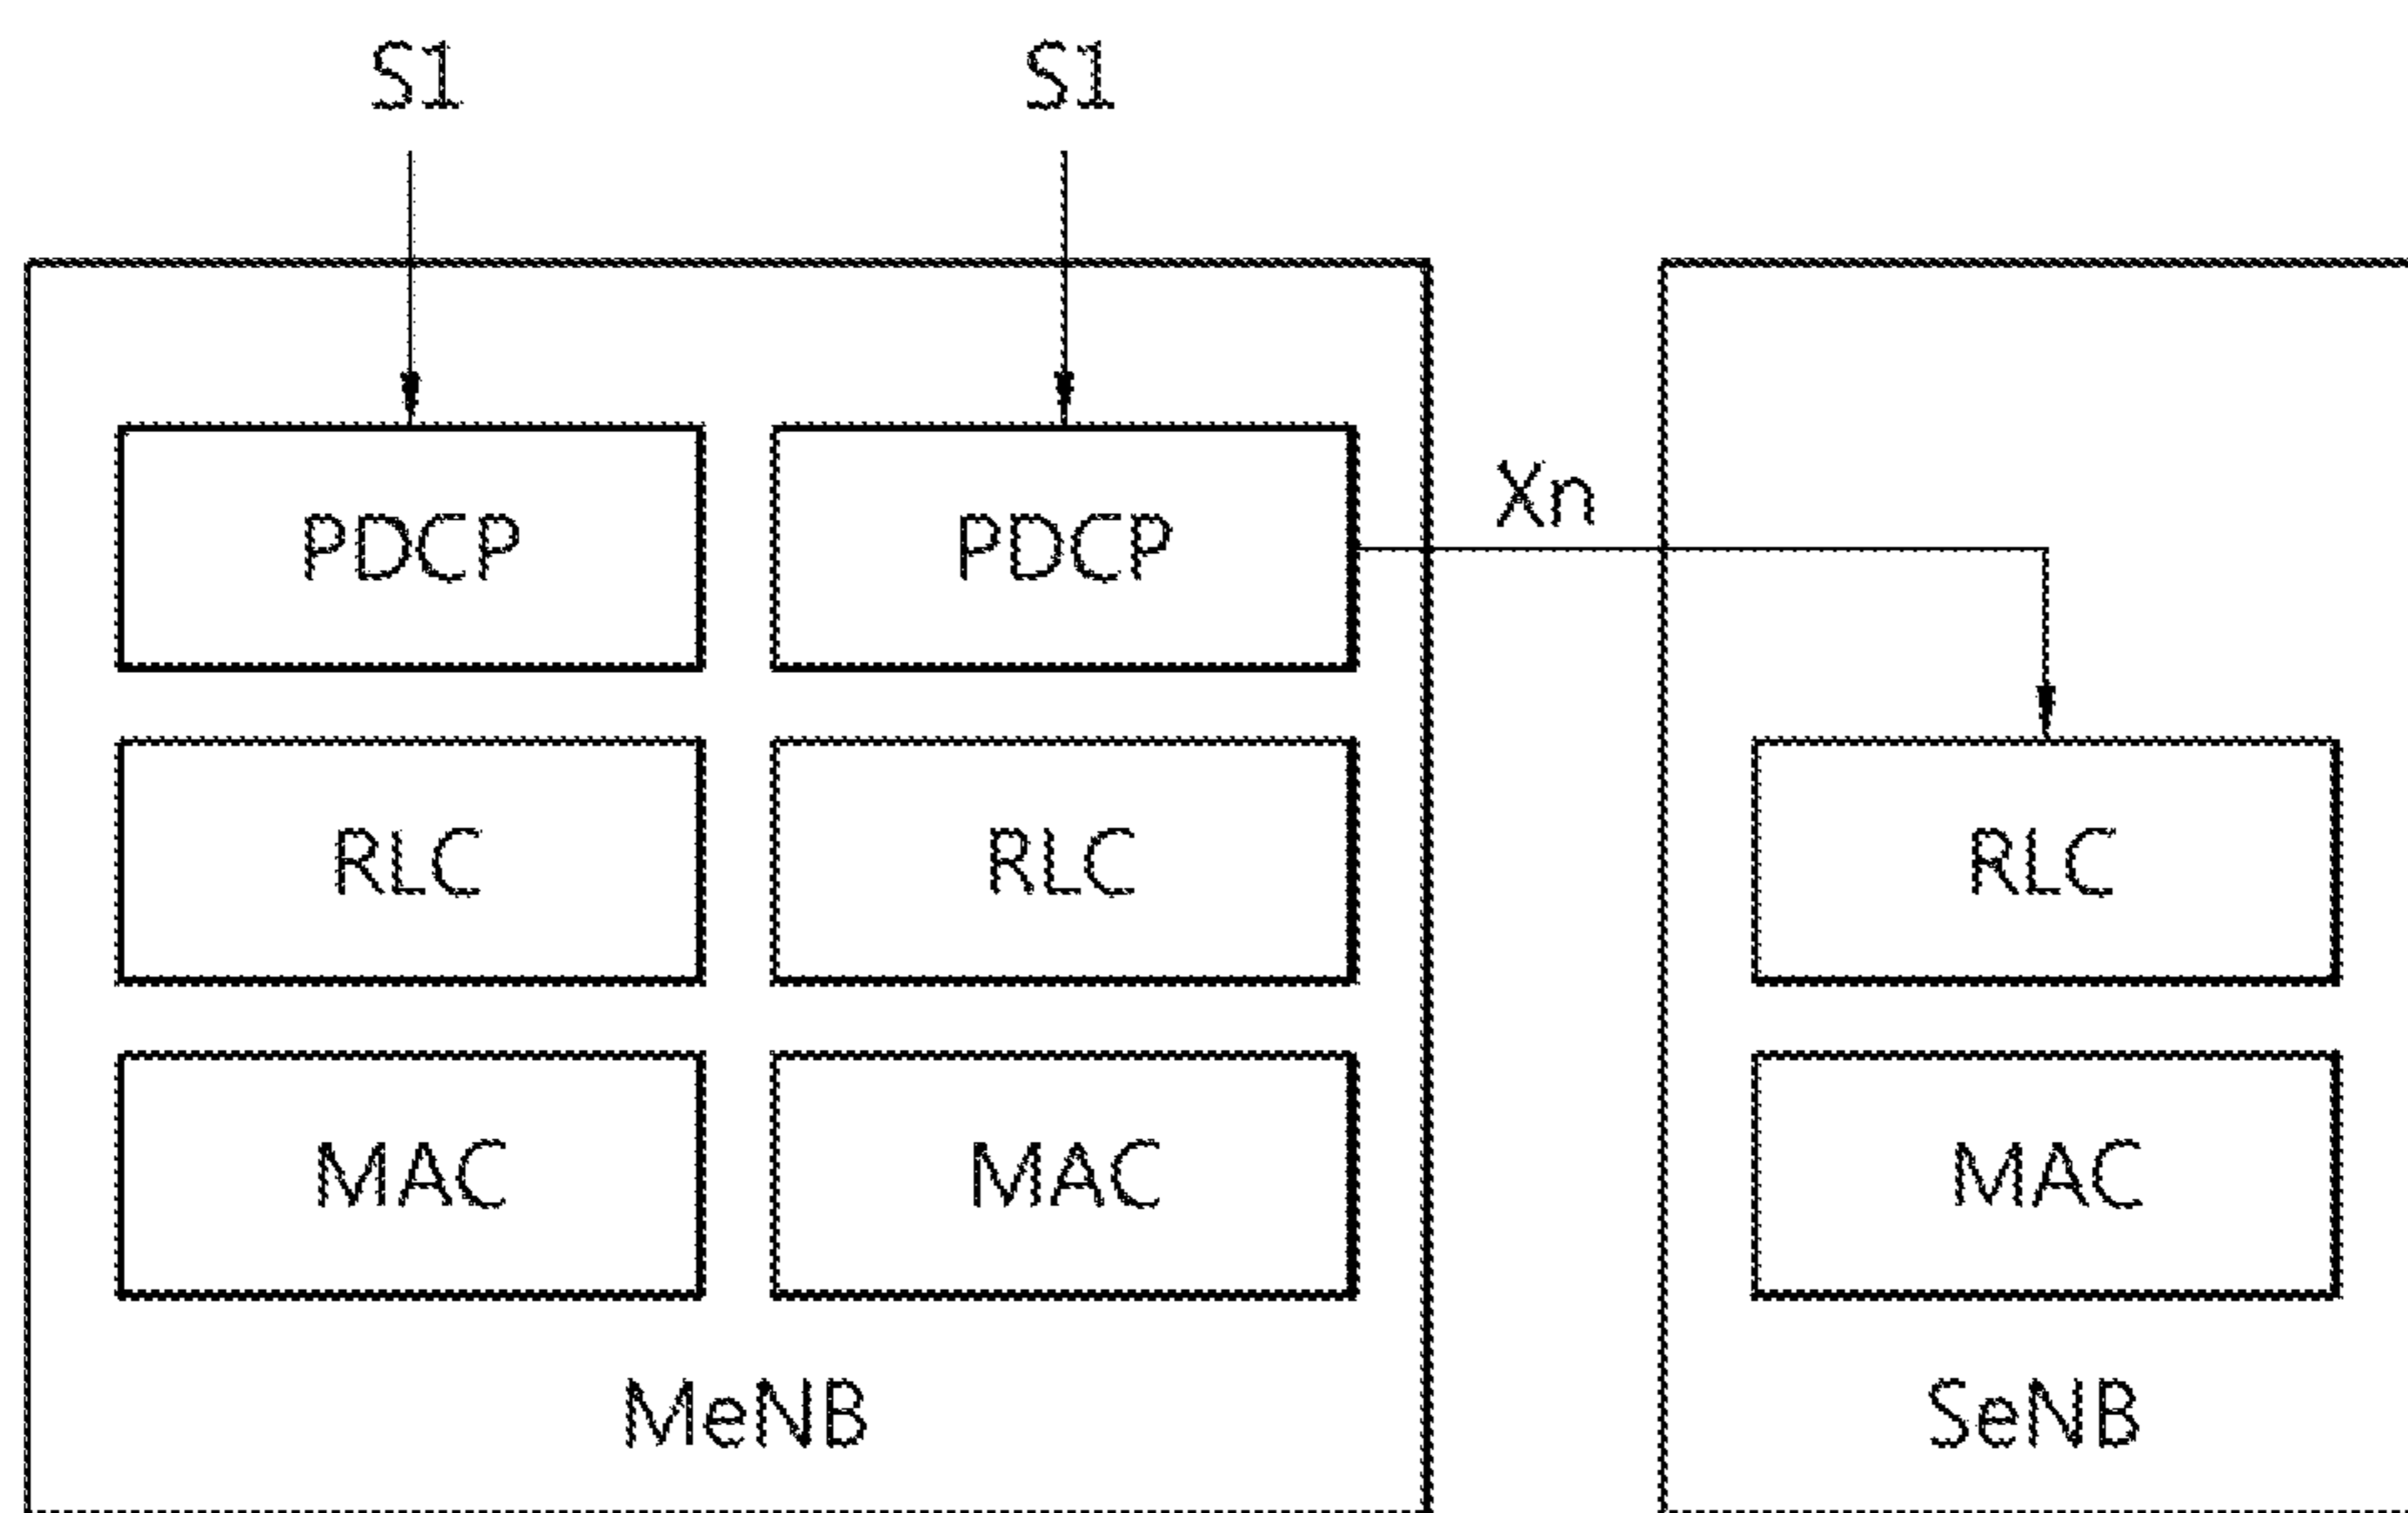 S1 S1
Xn
PDCP PDCP
RLC RLC RLC
MAC MAC MAC
MeNB SeNB